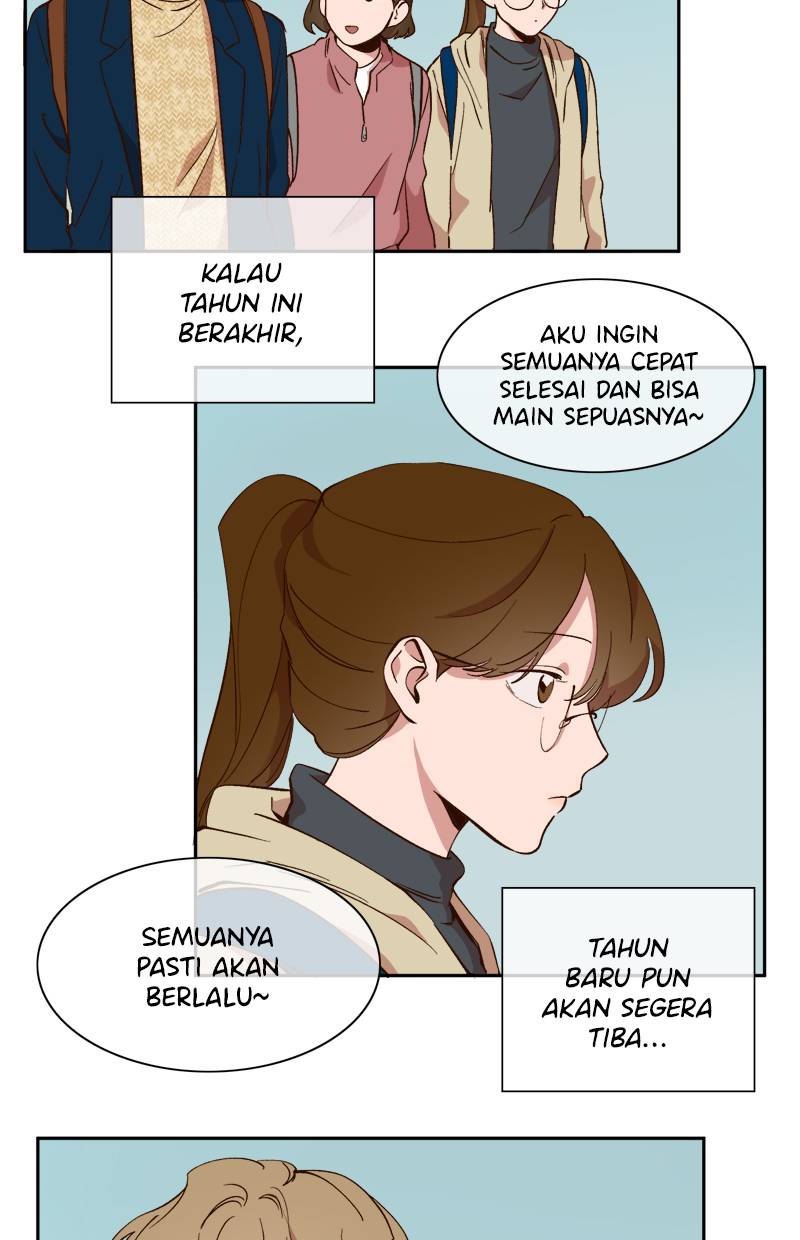 KALAU
TAHUN INI
BERAKHIR,
AKU INGIN
SEMUANYA CEPAT
SELESAI DAN BISA
MAIN SEPUASNYA~
SEMUANYA
PASTI AKAN
BERLALU~
TAHUN
BARU PUN
AKAN SEGERA
TIBA...